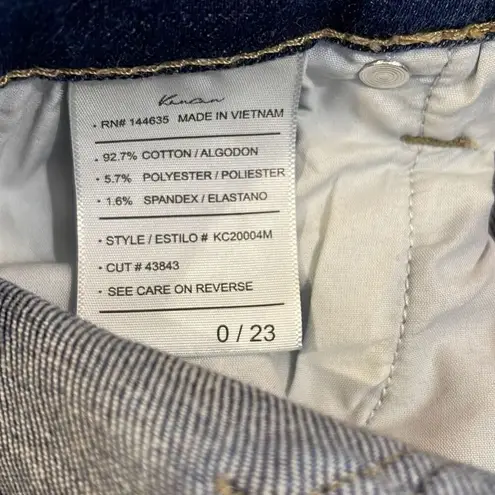 Kancan
• RN# 144635 MADE IN VIETNAM
• 92.7% COTTON / ALGODON
• 5.7% POLYESTER / POLIESTER
• 1.6% SPANDEX / ELASTANO
• STYLE / ESTILO # KC20004M
• CUT # 43843
• SEE CARE ON REVERSE
0 / 23